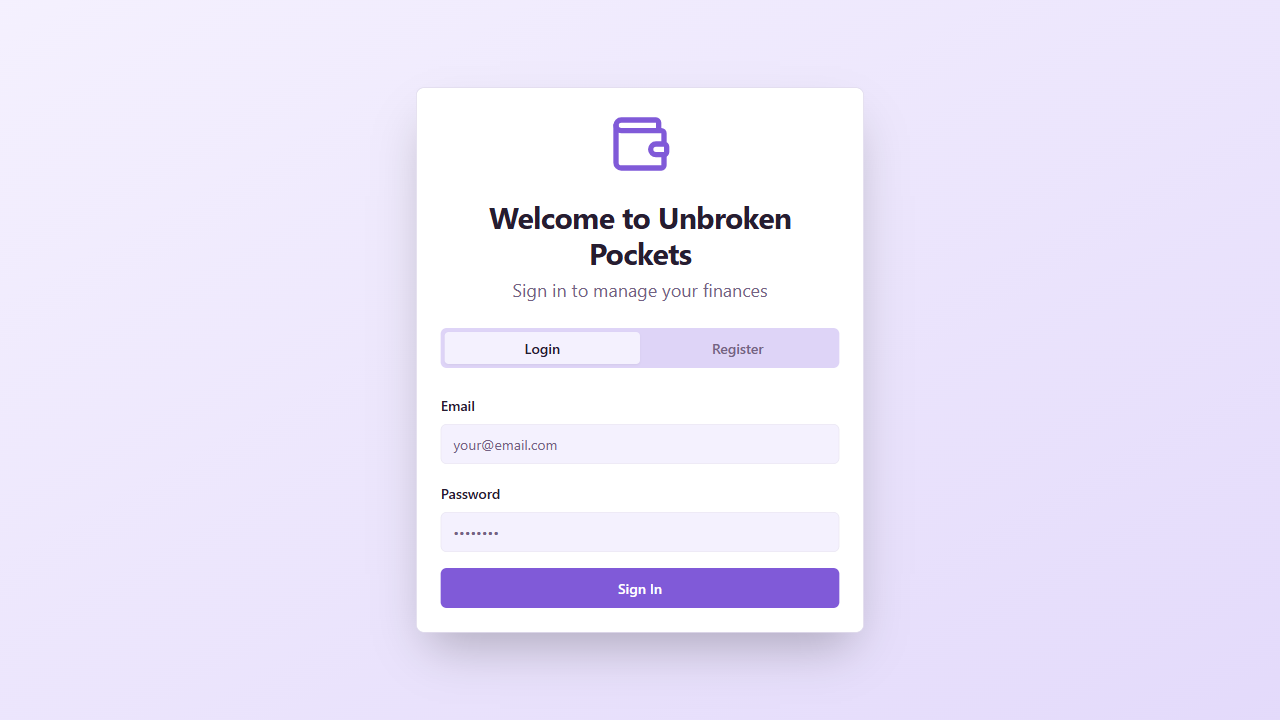 Welcome to Unbroken
Pockets
Sign in to manage your finances
Login
Register
Email
your@email.com
Password
••••••••
Sign In